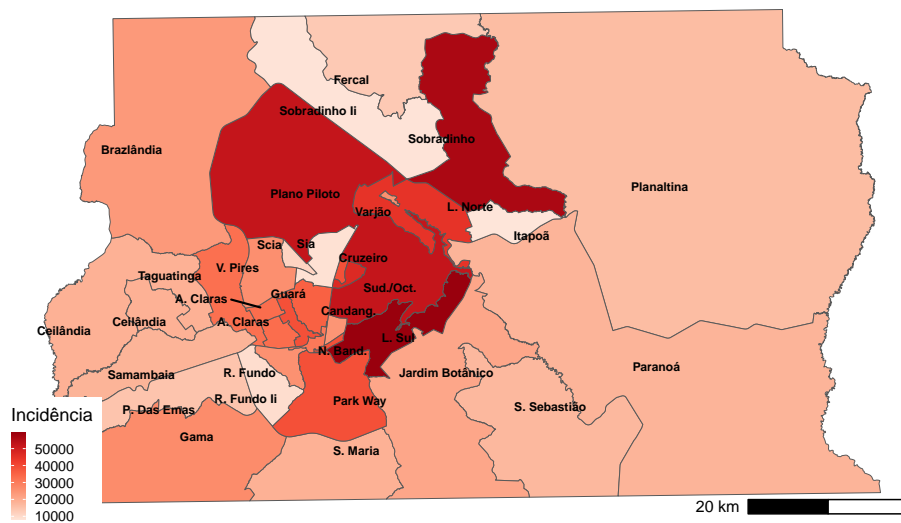 Fercal
Sobradinho Ii
Sobradinho
Brazlândia
Planaltina
Plano Piloto
Varjão
L. Norte
Itapoã
Scia
Sia
Cruzeiro
V. Pires
Taguatinga
Guará
Sud./Oct.
A. Claras
Candang.
Ceilândia
Ceilândia
A. Claras
L. Sul
N. Band.
Samambaia
R. Fundo
Jardim Botânico
Paranoá
R. Fundo Ii
Park Way
P. Das Emas
S. Sebastião
Gama
S. Maria
Incidência
50000
40000
30000
20000
10000
20 km